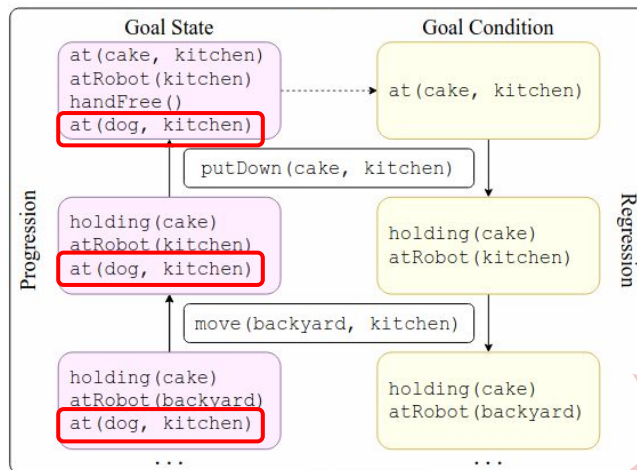 Goal State
Goal Condition
at(cake, kitchen)
atRobot(kitchen)
handFree()
at(dog, kitchen)
at(cake, kitchen)
putDown(cake, kitchen)
Progression
holding(cake)
atRobot(kitchen)
at(dog, kitchen)
holding(cake)
atRobot(kitchen)
Regression
move(backyard, kitchen)
holding(cake)
atRobot(backyard)
at(dog, kitchen)
holding(cake)
atRobot(backyard)
...
...